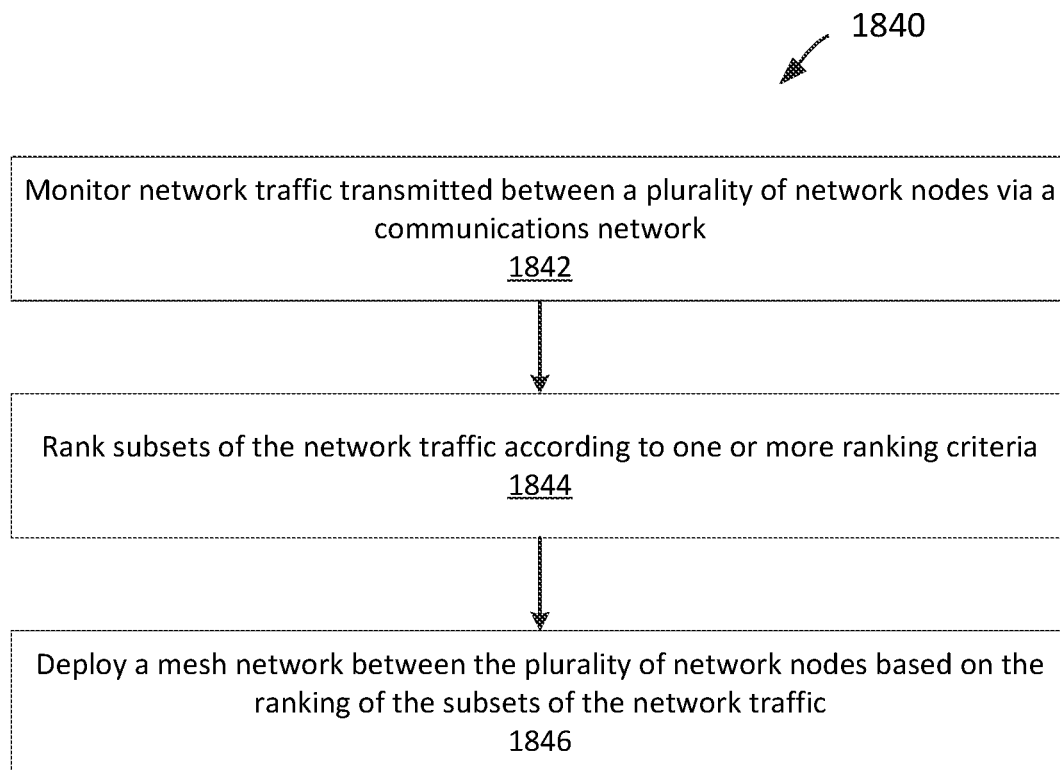 1840
Monitor network traffic transmitted between a plurality of network nodes via a
communications network
1842
Rank subsets of the network traffic according to one or more ranking criteria
1844
Deploy a mesh network between the plurality of network nodes based on the
ranking of the subsets of the network traffic
1846